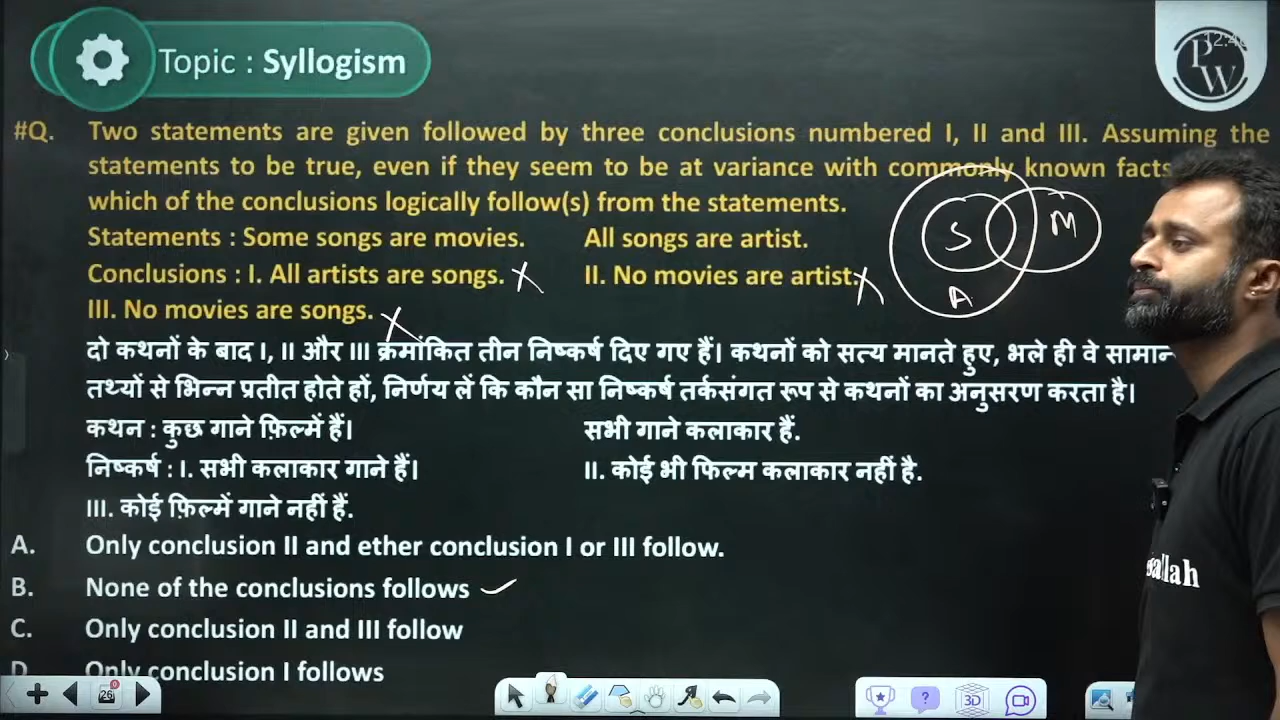 Topic : Syllogism
12:4
PW
#Q. Two statements are given followed by three conclusions numbered I, II and III. Assuming the
statements to be true, even if they seem to be at variance with commonly known facts
which of the conclusions logically follow(s) from the statements.
Statements : Some songs are movies. All songs are artist.
Conclusions : I. All artists are songs. X II. No movies are artist. X
III. No movies are songs. X
S M
A
दो कथनों के बाद I, II और III क्रमांकित तीन निष्कर्ष दिए गए हैं। कथनों को सत्य मानते हुए, भले ही वे
तथ्यों से भिन्न प्रतीत होते हों, निर्णय लें कि कौन सा निष्कर्ष तर्कसंगत रूप से कथनों का अनुसरण करता है।
कथन : कुछ गाने फ़िल्में हैं। सभी गाने कलाकार हैं.
निष्कर्ष : I. सभी कलाकार गाने हैं। II. कोई भी फिल्म कलाकार नहीं है.
III. कोई फ़िल्में गाने नहीं हैं.
A. Only conclusion II and ether conclusion I or III follow.
B. None of the conclusions follows
C. Only conclusion II and III follow
D. Only conclusion I follows
26
3D